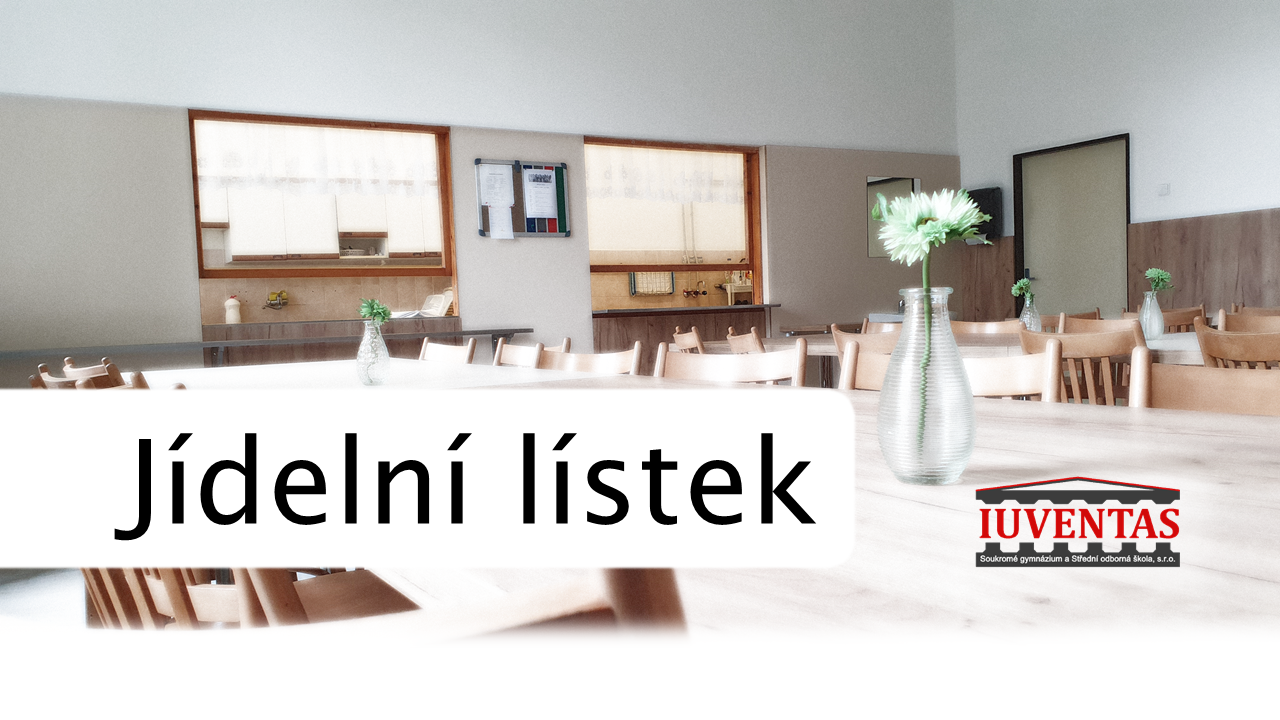 Jídelní lístek
IUVENTAS
Soukromé gymnázium a Střední odborná škola, s.r.o.